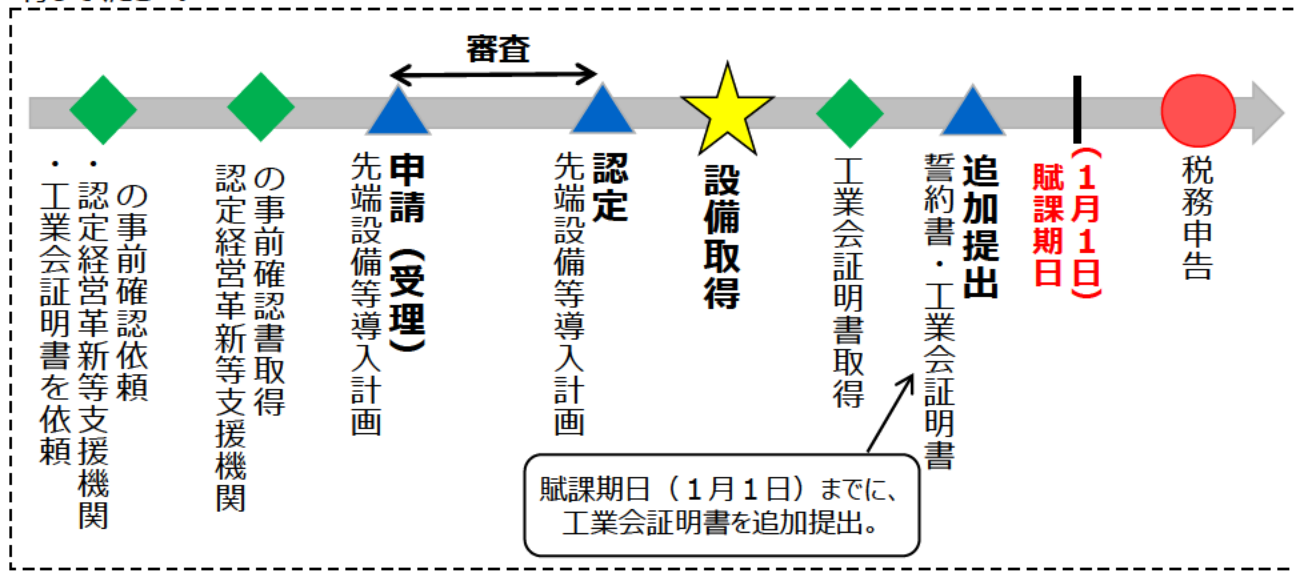 審査
・工業会証明書を依頼
・認定経営革新等支援機関
の事前確認依頼
認定経営革新等支援機関
の事前確認書取得
先端設備等導入計画
申請（受理）
先端設備等導入計画
認定
設備取得
工業会証明書取得
誓約書・工業会証明書
追加提出
賦課期日
（１月１日）
税務申告
賦課期日（１月１日）までに、
工業会証明書を追加提出。